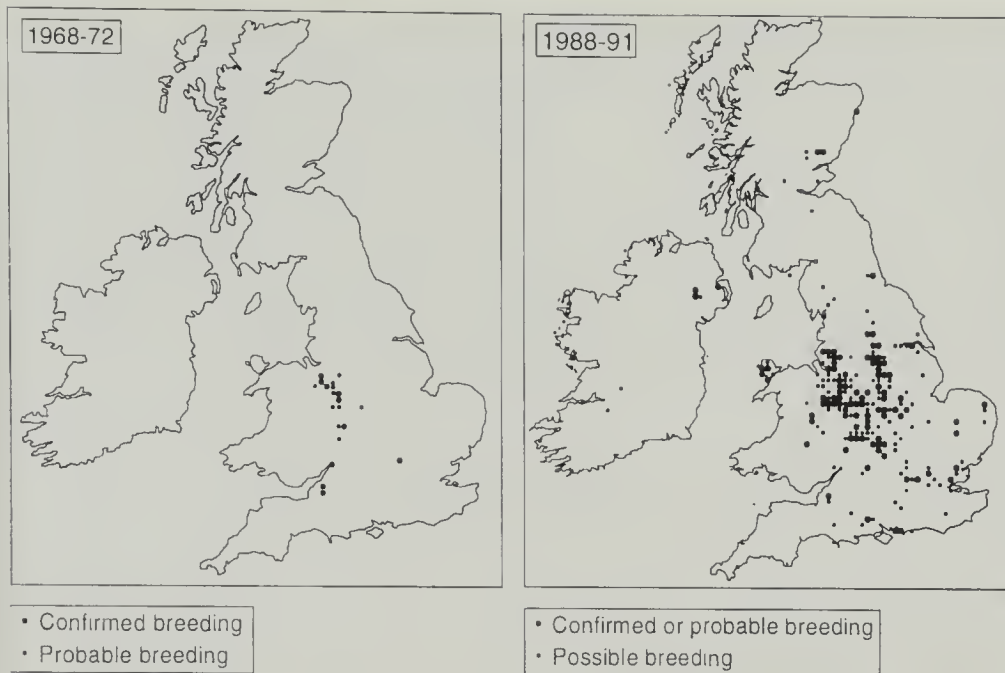 1968-72
1988-91
• Confirmed breeding
• Probable breeding
• Confirmed or probable breeding
• Possible breeding